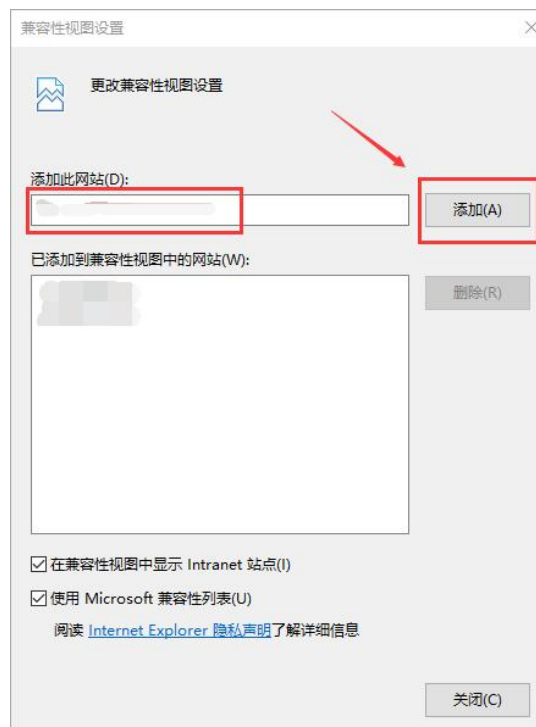 兼容性视图设置
更改兼容性视图设置
添加此网站(D):
添加(A)
已添加到兼容性视图中的网站(W):
删除(R)
在兼容性视图中显示 Intranet 站点(I)
使用 Microsoft 兼容性列表(U)
阅读 Internet Explorer 隐私声明了解详细信息
关闭(C)